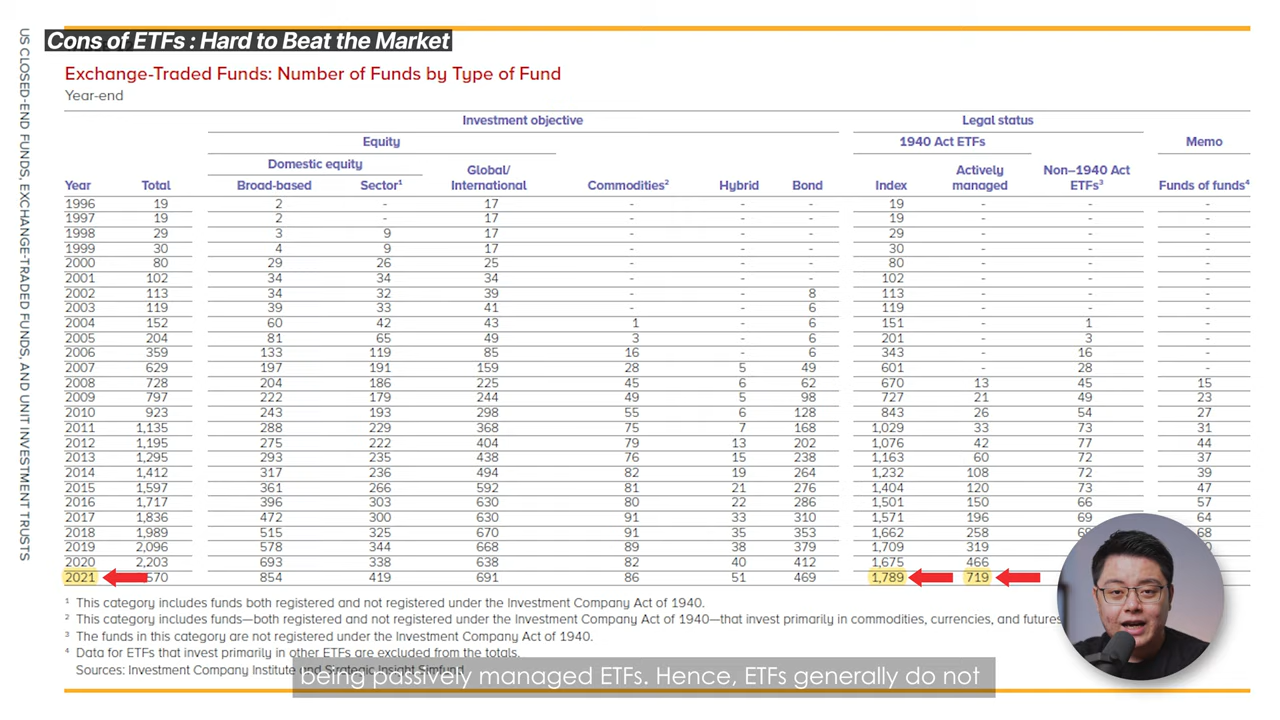 US CLOSED-END FUNDS, EXCHANGE-TRADED FUNDS, AND UNIT INVESTMENT TRUSTS
Cons of ETFs : Hard to Beat the Market
Exchange-Traded Funds: Number of Funds by Type of Fund
Year-end
Investment objective Legal status
Equity 1940 Act ETFs Memo
Domestic equity
Global/ Actively Non–1940 Act
Year Total Broad-based Sector¹ International Commodities² Hybrid Bond Index managed ETFs³ Funds of funds⁴
1996 19 2 - 17 - - - 19 - - -
1997 19 2 - 17 - - - 19 - - -
1998 29 3 9 17 - - - 29 - - -
1999 30 4 9 17 - - - 30 - - -
2000 80 29 26 25 - - - 80 - - -
2001 102 34 34 34 - - - 102 - - -
2002 113 34 32 39 - - 8 113 - - -
2003 119 39 33 41 - - 6 119 - - -
2004 152 60 42 43 1 - 6 151 - 1 -
2005 204 81 65 49 3 - 6 201 - 3 -
2006 359 133 119 85 16 - 6 343 - 16 -
2007 629 197 191 159 28 5 49 601 - 28 -
2008 728 204 186 225 45 6 62 670 13 45 15
2009 797 222 179 244 49 5 98 727 21 49 23
2010 923 243 193 298 55 6 128 843 26 54 27
2011 1,135 288 229 368 75 7 168 1,029 33 73 31
2012 1,195 275 222 404 79 13 202 1,076 42 77 44
2013 1,295 293 235 438 76 15 238 1,163 60 72 37
2014 1,412 317 236 494 82 19 264 1,232 108 72 39
2015 1,597 361 266 592 81 21 276 1,404 120 73 47
2016 1,717 396 303 630 80 22 286 1,501 150 66 57
2017 1,836 472 300 630 91 33 310 1,571 196 69 64
2018 1,989 515 325 670 91 35 353 1,662 258 68
2019 2,096 578 344 668 89 38 379 1,709 319
2020 2,203 693 338 638 82 40 412 1,675 466
2021 570 854 419 691 86 51 469 1,789 719
¹ This category includes funds both registered and not registered under the Investment Company Act of 1940.
² This category includes funds—both registered and not registered under the Investment Company Act of 1940—that invest primarily in commodities, currencies, and futures.
³ The funds in this category are not registered under the Investment Company Act of 1940.
⁴ Data for ETFs that invest primarily in other ETFs are excluded from the totals.
Sources: Investment Company Institute and Strategic Insight Simfund
being passively managed ETFs. Hence, ETFs generally do not